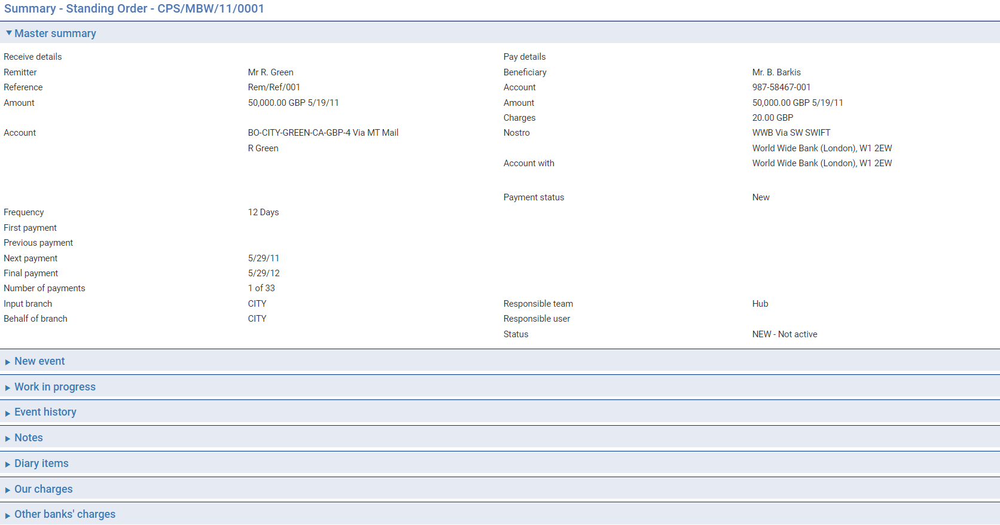 Summary - Standing Order - CPS/MBW/11/0001
Master summary
Receive details Pay details
Remitter Mr R. Green Beneficiary Mr. B. Barkis
Reference Rem/Ref/001 Account 987-58467-001
Amount 50,000.00 GBP 5/19/11 Amount 50,000.00 GBP 5/19/11
Charges 20.00 GBP
Account BO-CITY-GREEN-CA-GBP-4 Via MT Mail Nostro WWB Via SW SWIFT
R Green World Wide Bank (London), W1 2EW
Account with World Wide Bank (London), W1 2EW
Payment status New
Frequency 12 Days
First payment
Previous payment
Next payment 5/29/11
Final payment 5/29/12
Number of payments 1 of 33
Input branch CITY Responsible team Hub
Behalf of branch CITY Responsible user
Status NEW - Not active
New event
Work in progress
Event history
Notes
Diary items
Our charges
Other banks' charges